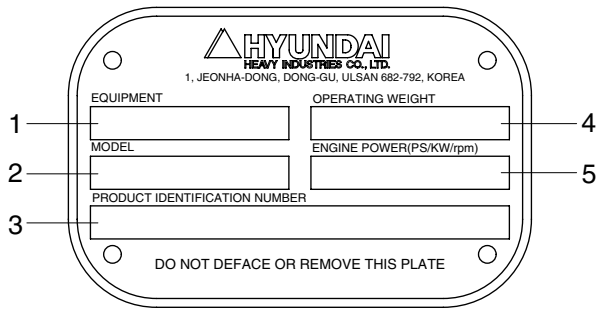 HYUNDAI
HEAVY INDUSTRIES CO., LTD.
1, JEONHA-DONG, DONG-GU, ULSAN 682-792, KOREA
EQUIPMENT OPERATING WEIGHT
1 4
MODEL ENGINE POWER(PS/KW/rpm)
2 5
PRODUCT IDENTIFICATION NUMBER
3
DO NOT DEFACE OR REMOVE THIS PLATE